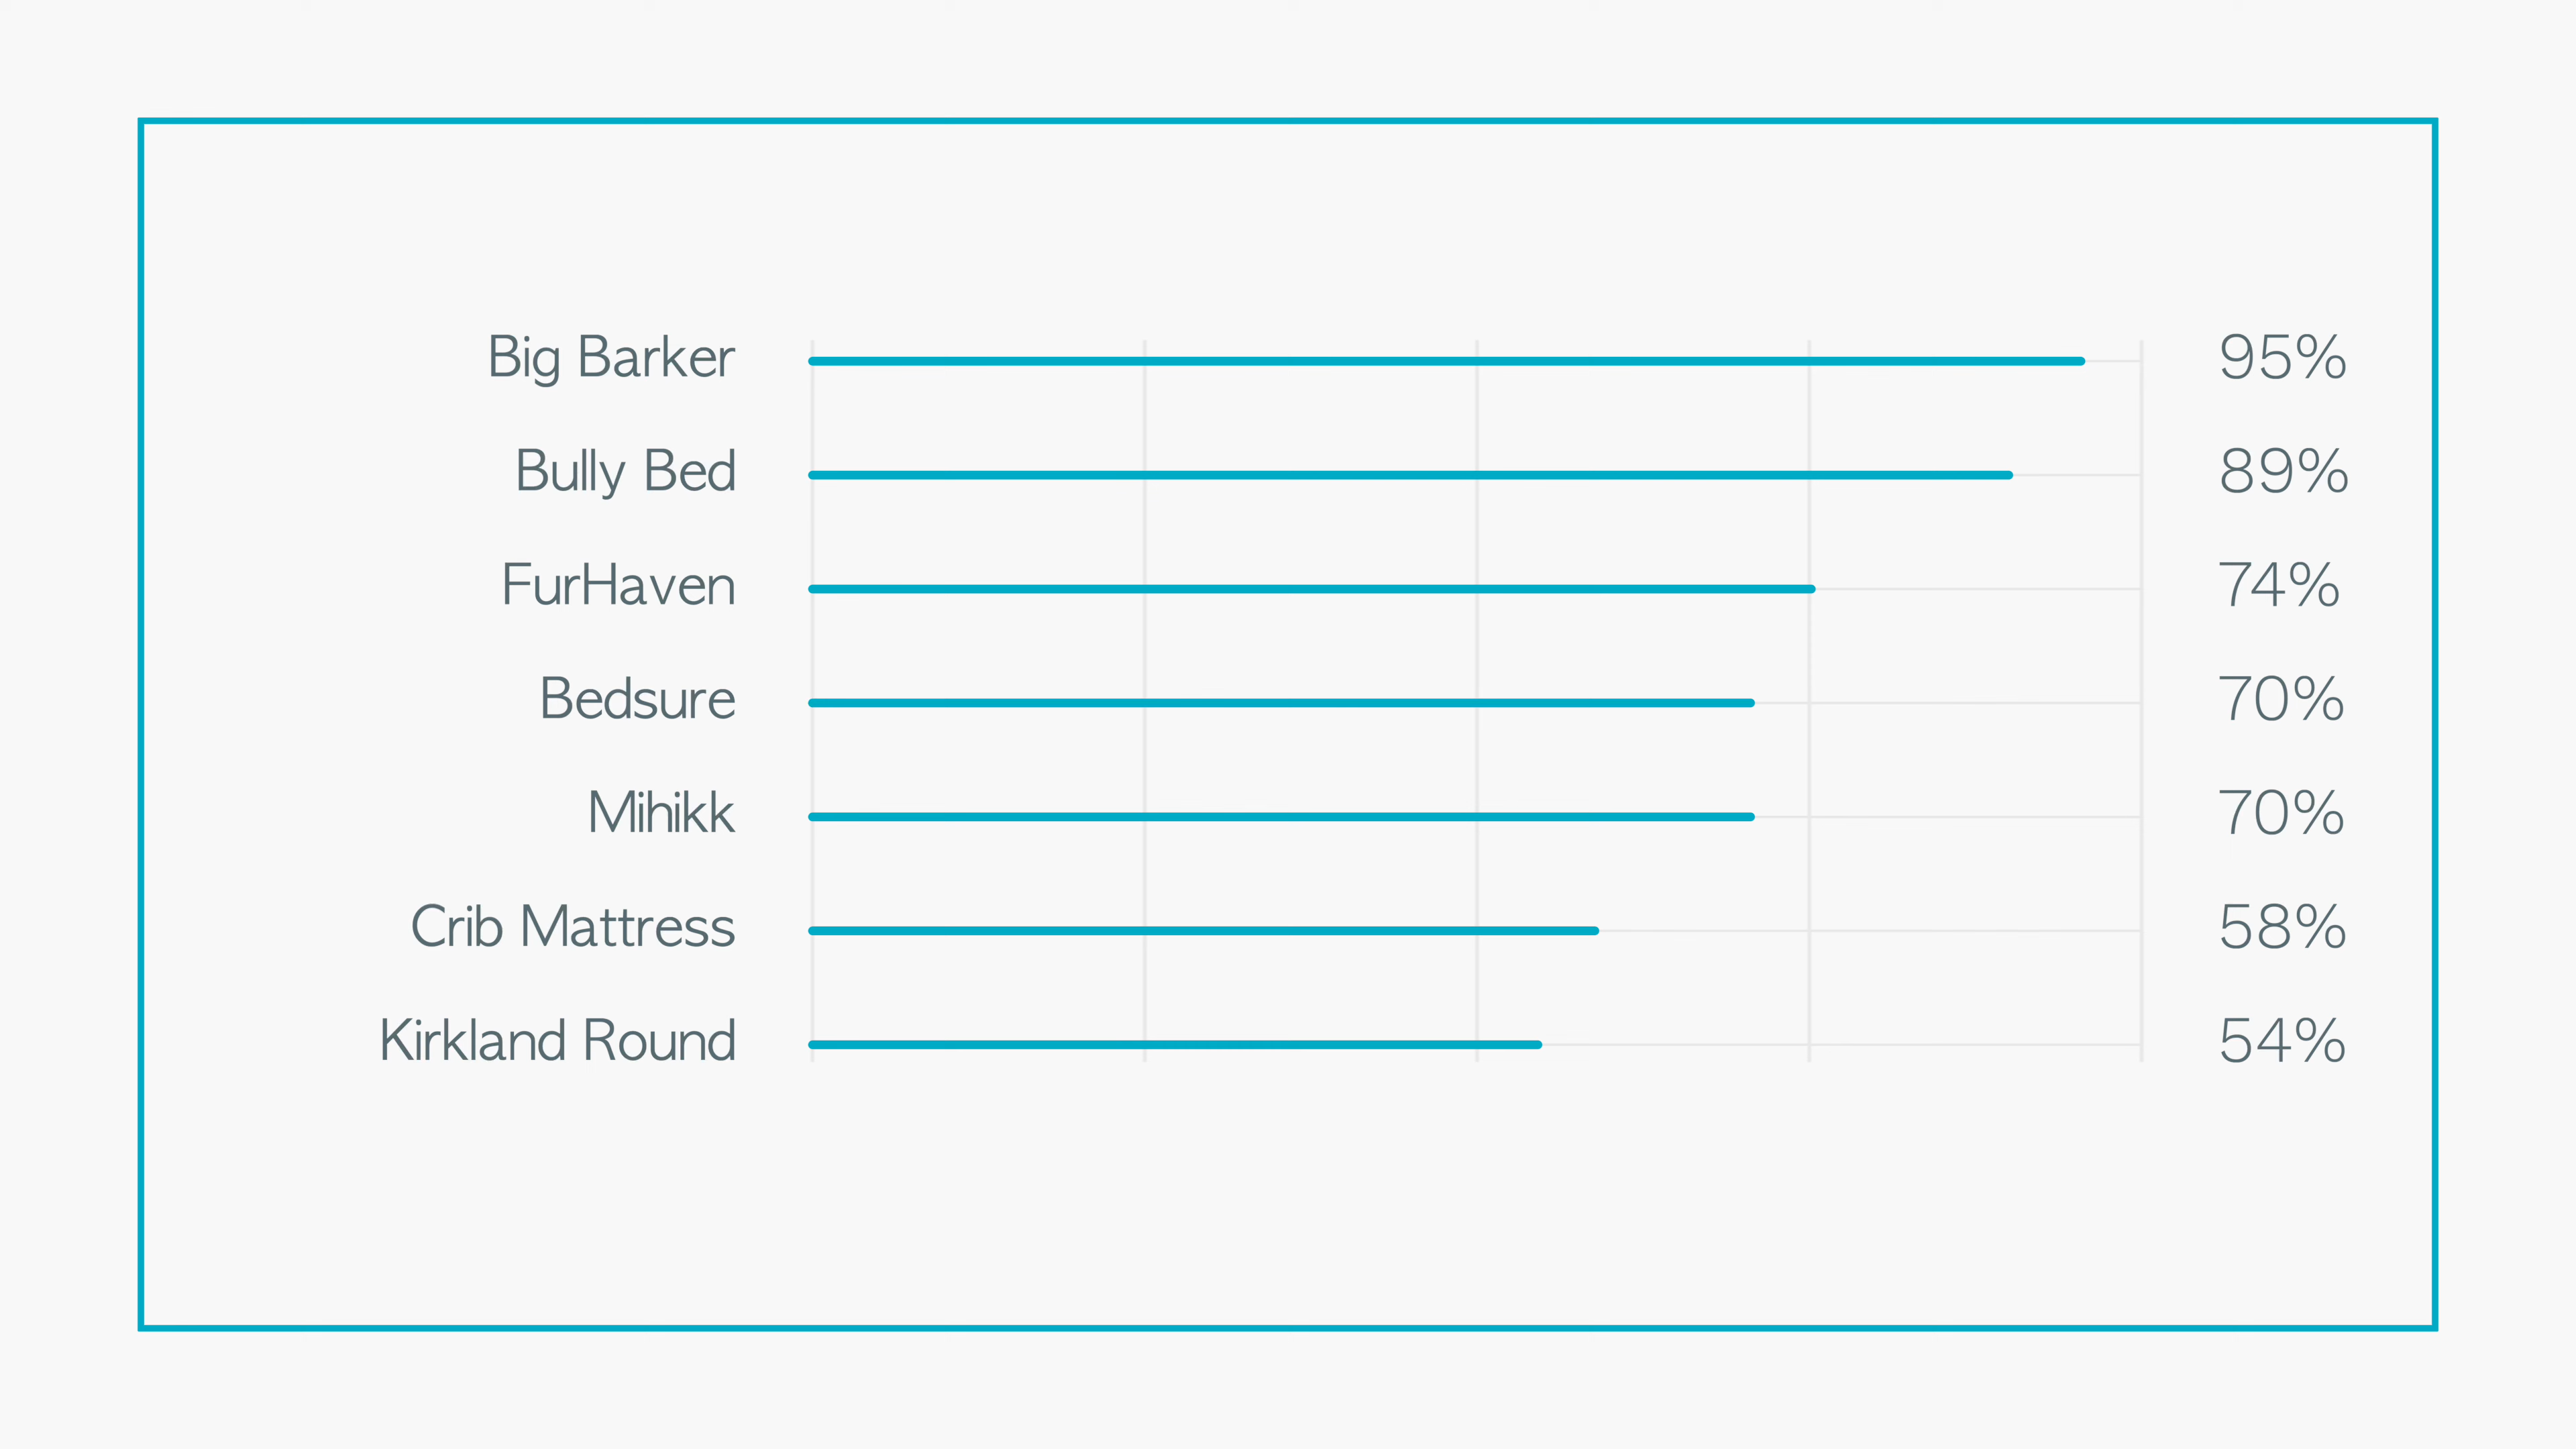 Big Barker 95%
Bully Bed 89%
FurHaven 74%
Bedsure 70%
Mihikk 70%
Crib Mattress 58%
Kirkland Round 54%